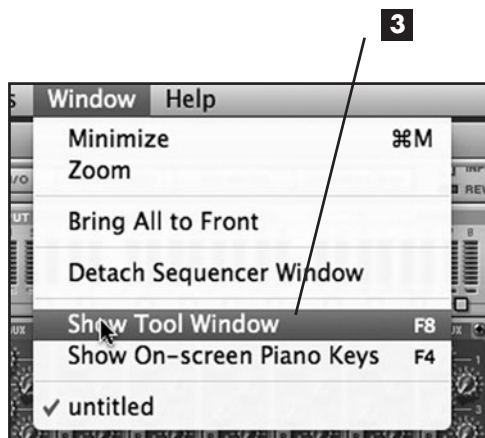 3
Window Help
Minimize ⌘M
Zoom
Bring All to Front
Detach Sequencer Window
Show Tool Window F8
Show On-screen Piano Keys F4
✓ untitled